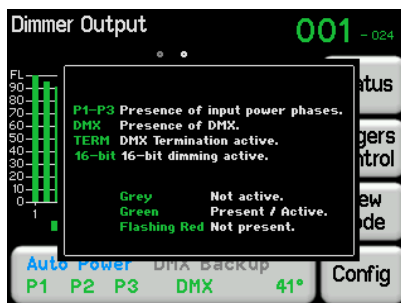 Dimmer Output
001 - 024
FL
90
80
70
60
50
40
30
20
10
0
1
P1-P3 Presence of input power phases.
DMX Presence of DMX.
TERM DMX Termination active.
16-bit 16-bit dimming active.
Grey Not active.
Green Present / Active.
Flashing Red Not present.
Auto Power DMX Backup
P1 P2 P3 DMX 41°
Config